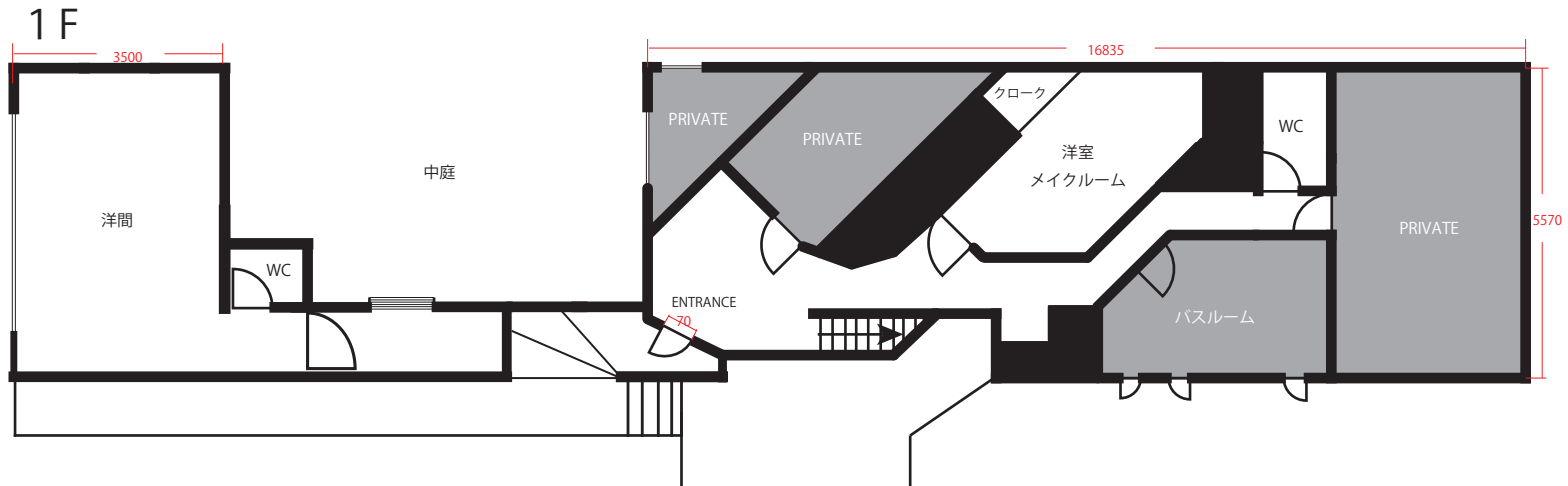 1F
3500
16835
クローク
PRIVATE
PRIVATE
WC
洋室
メイクルーム
中庭
洋間
5570
PRIVATE
WC
ENTRANCE
70
バスルーム